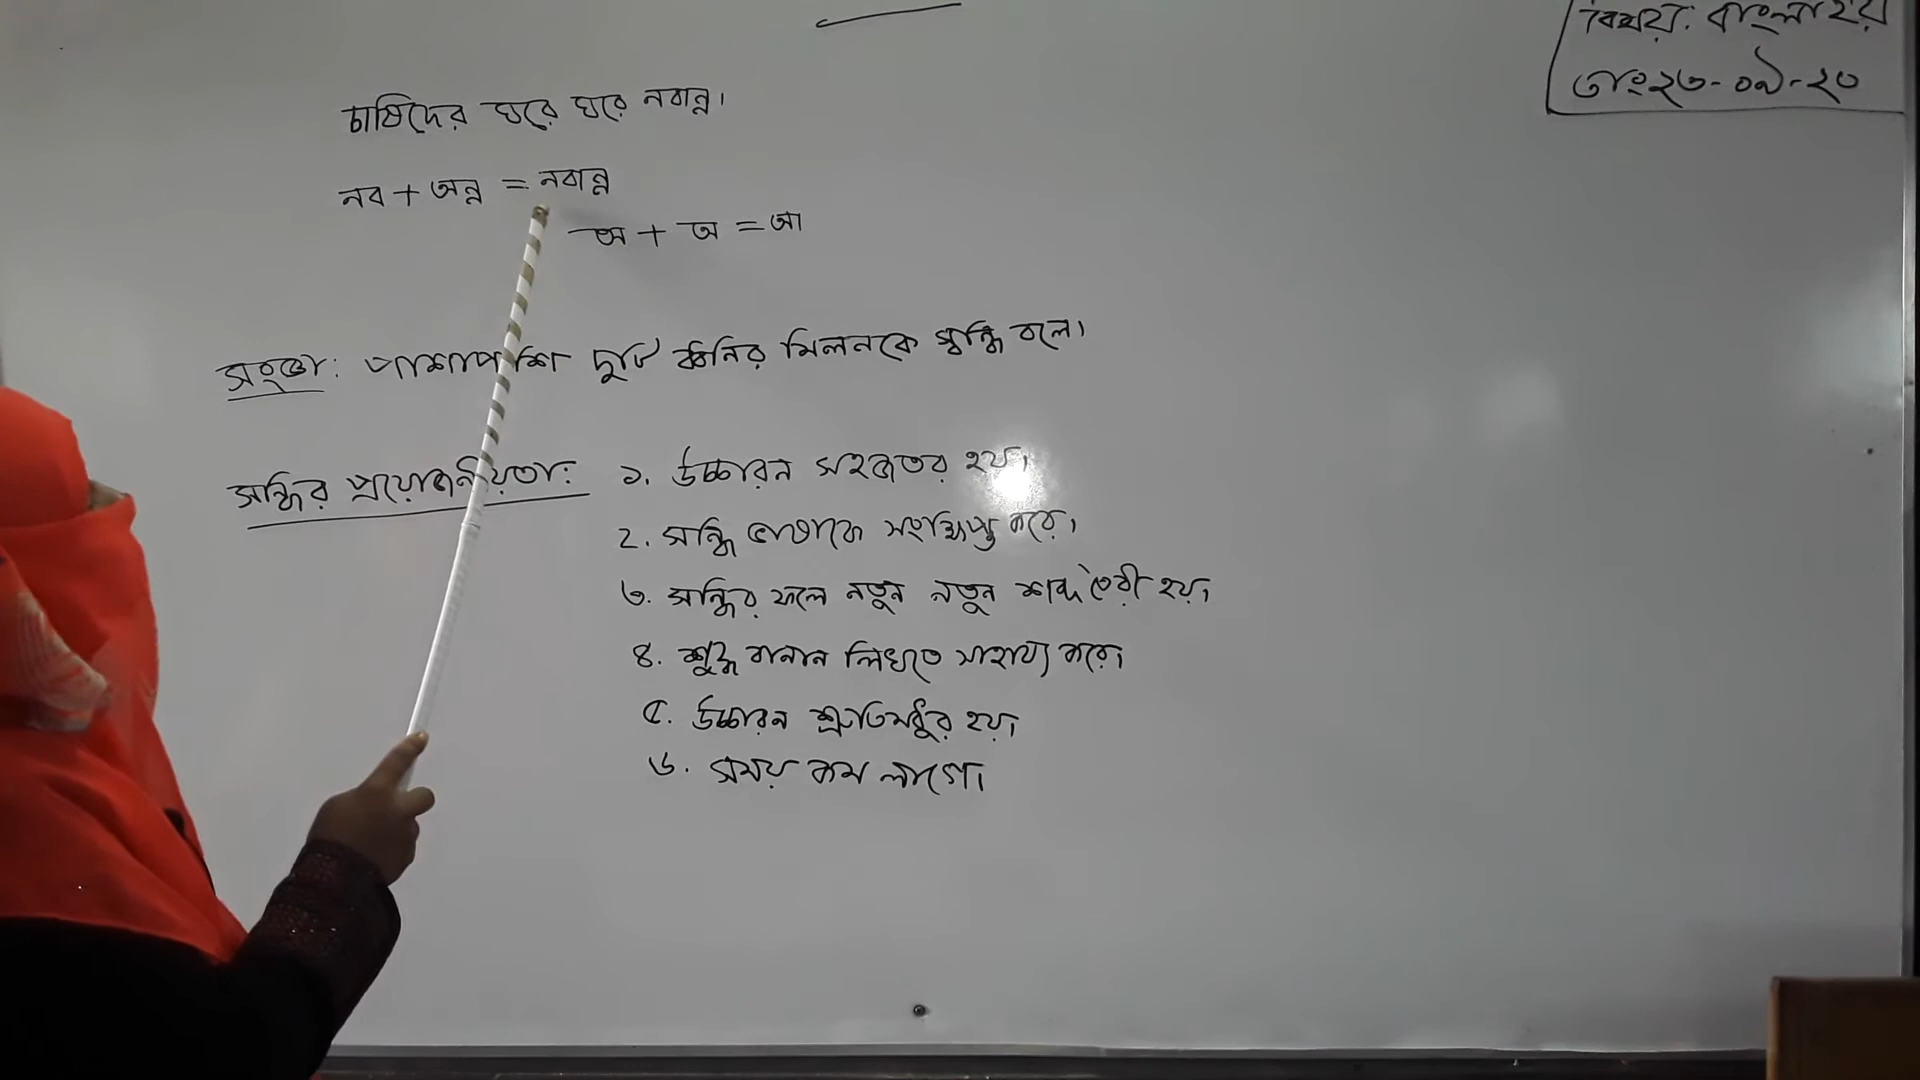 বিষয়: বাংলা ২য়
তাং ২৩-০৯-২০
চাষিদের ঘরে ঘরে নবান্ন।
নব + অন্ন = নবান্ন
অ + অ = আ
সংজ্ঞা: পাশাপাশি দুটি ধ্বনির মিলনকে সন্ধি বলে।
সন্ধির প্রয়োজনীয়তা: ১. উচ্চারন সহজতর হয়।
২. সন্ধি ভাষাকে সংক্ষিপ্ত করে।
৩. সন্ধির ফলে নতুন নতুন শব্দ তৈরী হয়।
৪. শুদ্ধ বানান লিখতে সাহায্য করে।
৫. উচ্চারন শ্রুতিমধুর হয়।
৬. সময় কম লাগে।